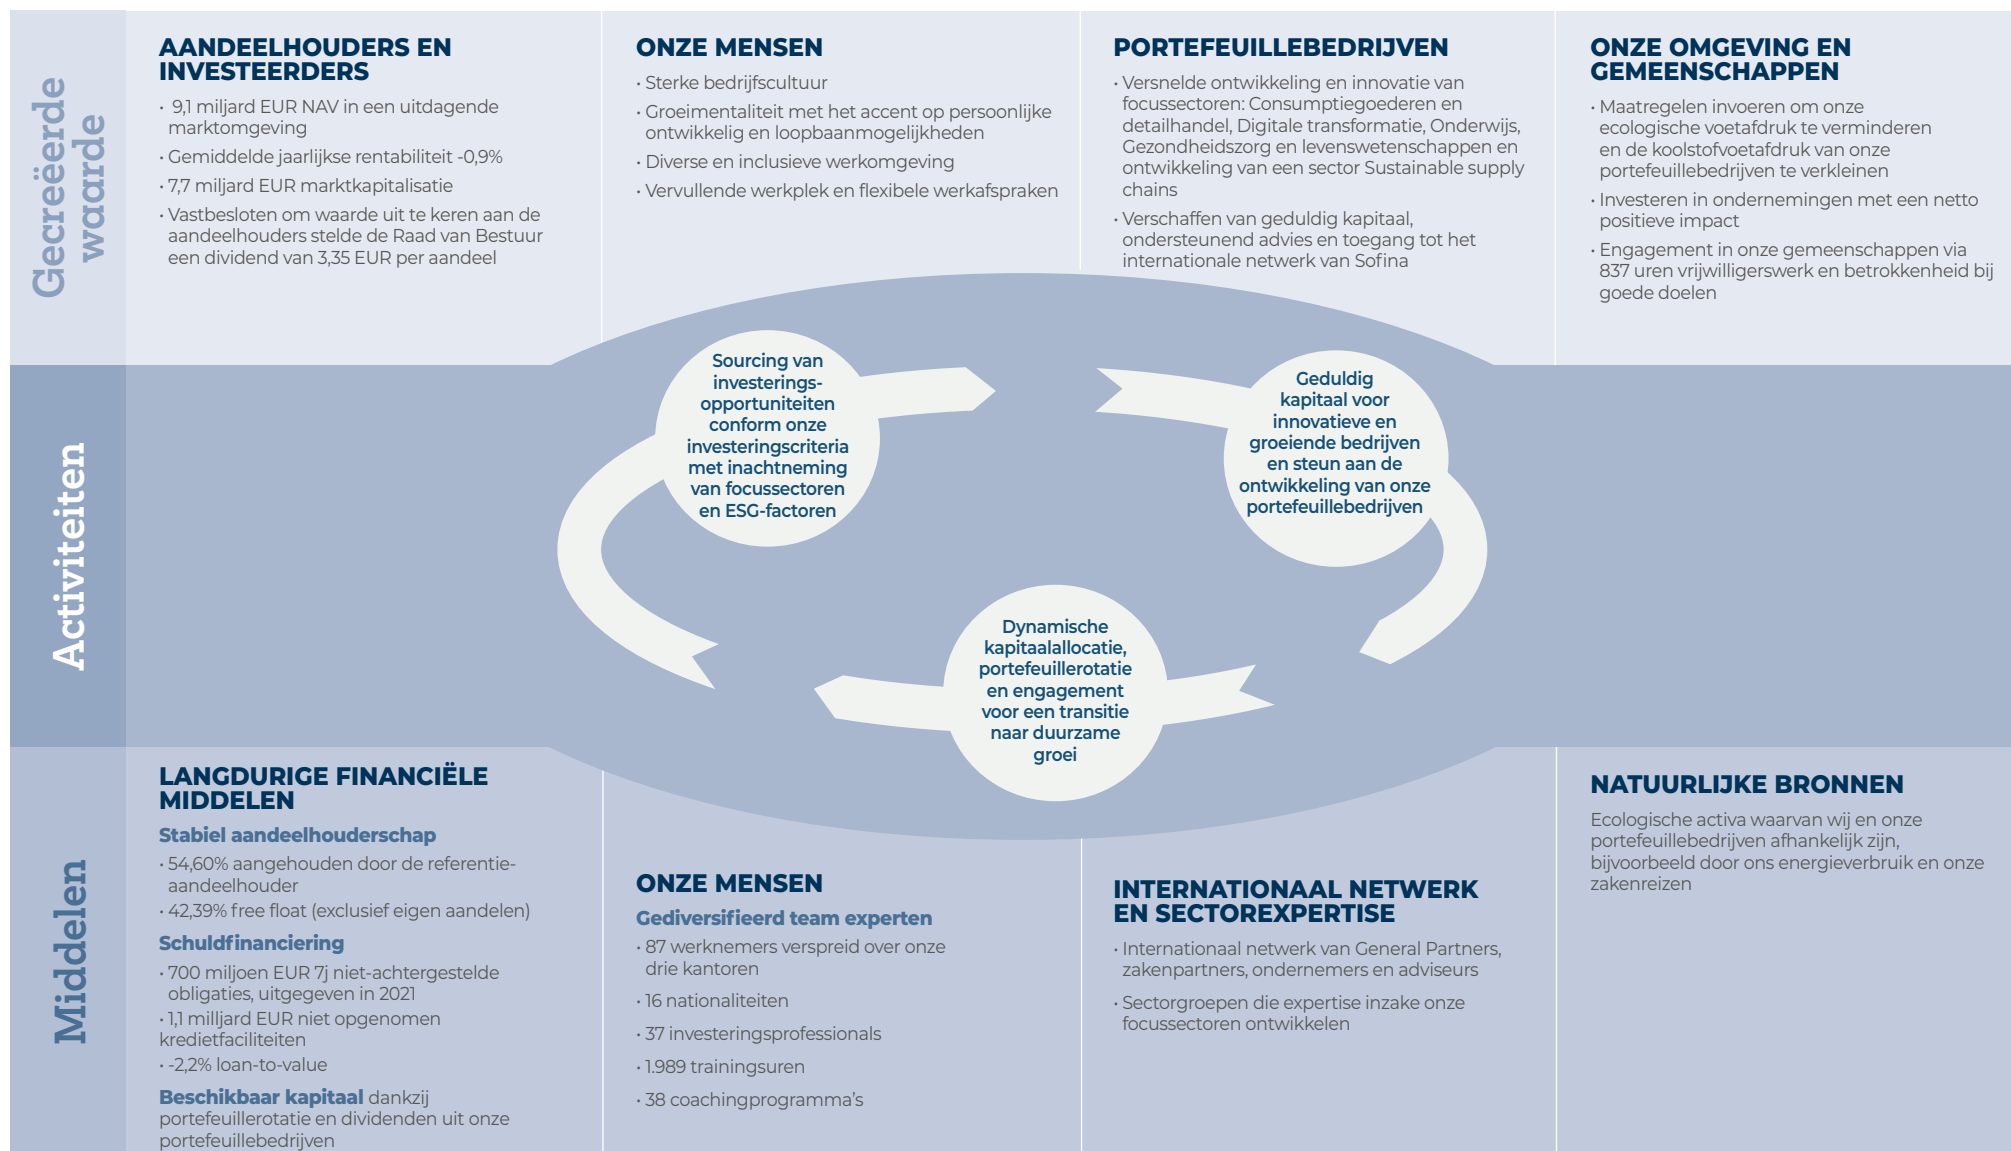 Gecreëerde
waarde
AANDEELHOUDERS EN
INVESTEERDERS
• 9,1 miljard EUR NAV in een uitdagende
marktomgeving
• Gemiddelde jaarlijkse rentabiliteit -0,9%
• 7,7 miljard EUR marktkapitalisatie
• Vastbesloten om waarde uit te keren aan de
aandeelhouders stelde de Raad van Bestuur
een dividend van 3,35 EUR per aandeel
ONZE MENSEN
• Sterke bedrijfscultuur
• Groeimentaliteit met het accent op persoonlijke
ontwikkelig en loopbaanmogelijkheden
• Diverse en inclusieve werkomgeving
• Vervullende werkplek en flexibele werkafspraken
PORTEFEUILLEBEDRIJVEN
• Versnelde ontwikkeling en innovatie van
focussectoren: Consumptiegoederen en
detailhandel, Digitale transformatie, Onderwijs,
Gezondheidszorg en levenswetenschappen en
ontwikkeling van een sector Sustainable supply
chains
• Verschaffen van geduldig kapitaal,
ondersteunend advies en toegang tot het
internationale netwerk van Sofina
ONZE OMGEVING EN
GEMEENSCHAPPEN
• Maatregelen invoeren om onze
ecologische voetafdruk te verminderen
en de koolstofvoetafdruk van onze
portefeuillebedrijven te verkleinen
• Investeren in ondernemingen met een netto
positieve impact
• Engagement in onze gemeenschappen via
837 uren vrijwilligerswerk en betrokkenheid bij
goede doelen
Activiteiten
Sourcing van
investerings-
opportuniteiten
conform onze
investeringscriteria
met inachtneming
van focussectoren
en ESG-factoren
Geduldig
kapitaal voor
innovatieve en
groeiende bedrijven
en steun aan de
ontwikkeling van onze
portefeuillebedrijven
Dynamische
kapitaalallocatie,
portefeuillerotatie
en engagement
voor een transitie
naar duurzame
groei
Middelen
LANGDURIGE FINANCIËLE
MIDDELEN
Stabiel aandeelhouderschap
• 54,60% aangehouden door de referentie-
aandeelhouder
• 42,39% free float (exclusief eigen aandelen)
Schuldfinanciering
• 700 miljoen EUR 7j niet-achtergestelde
obligaties, uitgegeven in 2021
• 1,1 milljard EUR niet opgenomen
kredietfaciliteiten
• -2,2% loan-to-value
Beschikbaar kapitaal dankzij
portefeuillerotatie en dividenden uit onze
portefeuillebedrijven
ONZE MENSEN
Gediversifieerd team experten
• 87 werknemers verspreid over onze
drie kantoren
• 16 nationaliteiten
• 37 investeringsprofessionals
• 1.989 trainingsuren
• 38 coachingprogramma's
INTERNATIONAAL NETWERK
EN SECTOREXPERTISE
• Internationaal netwerk van General Partners,
zakenpartners, ondernemers en adviseurs
• Sectorgroepen die expertise inzake onze
focussectoren ontwikkelen
NATUURLIJKE BRONNEN
Ecologische activa waarvan wij en onze
portefeuillebedrijven afhankelijk zijn,
bijvoorbeeld door ons energieverbruik en onze
zakenreizen